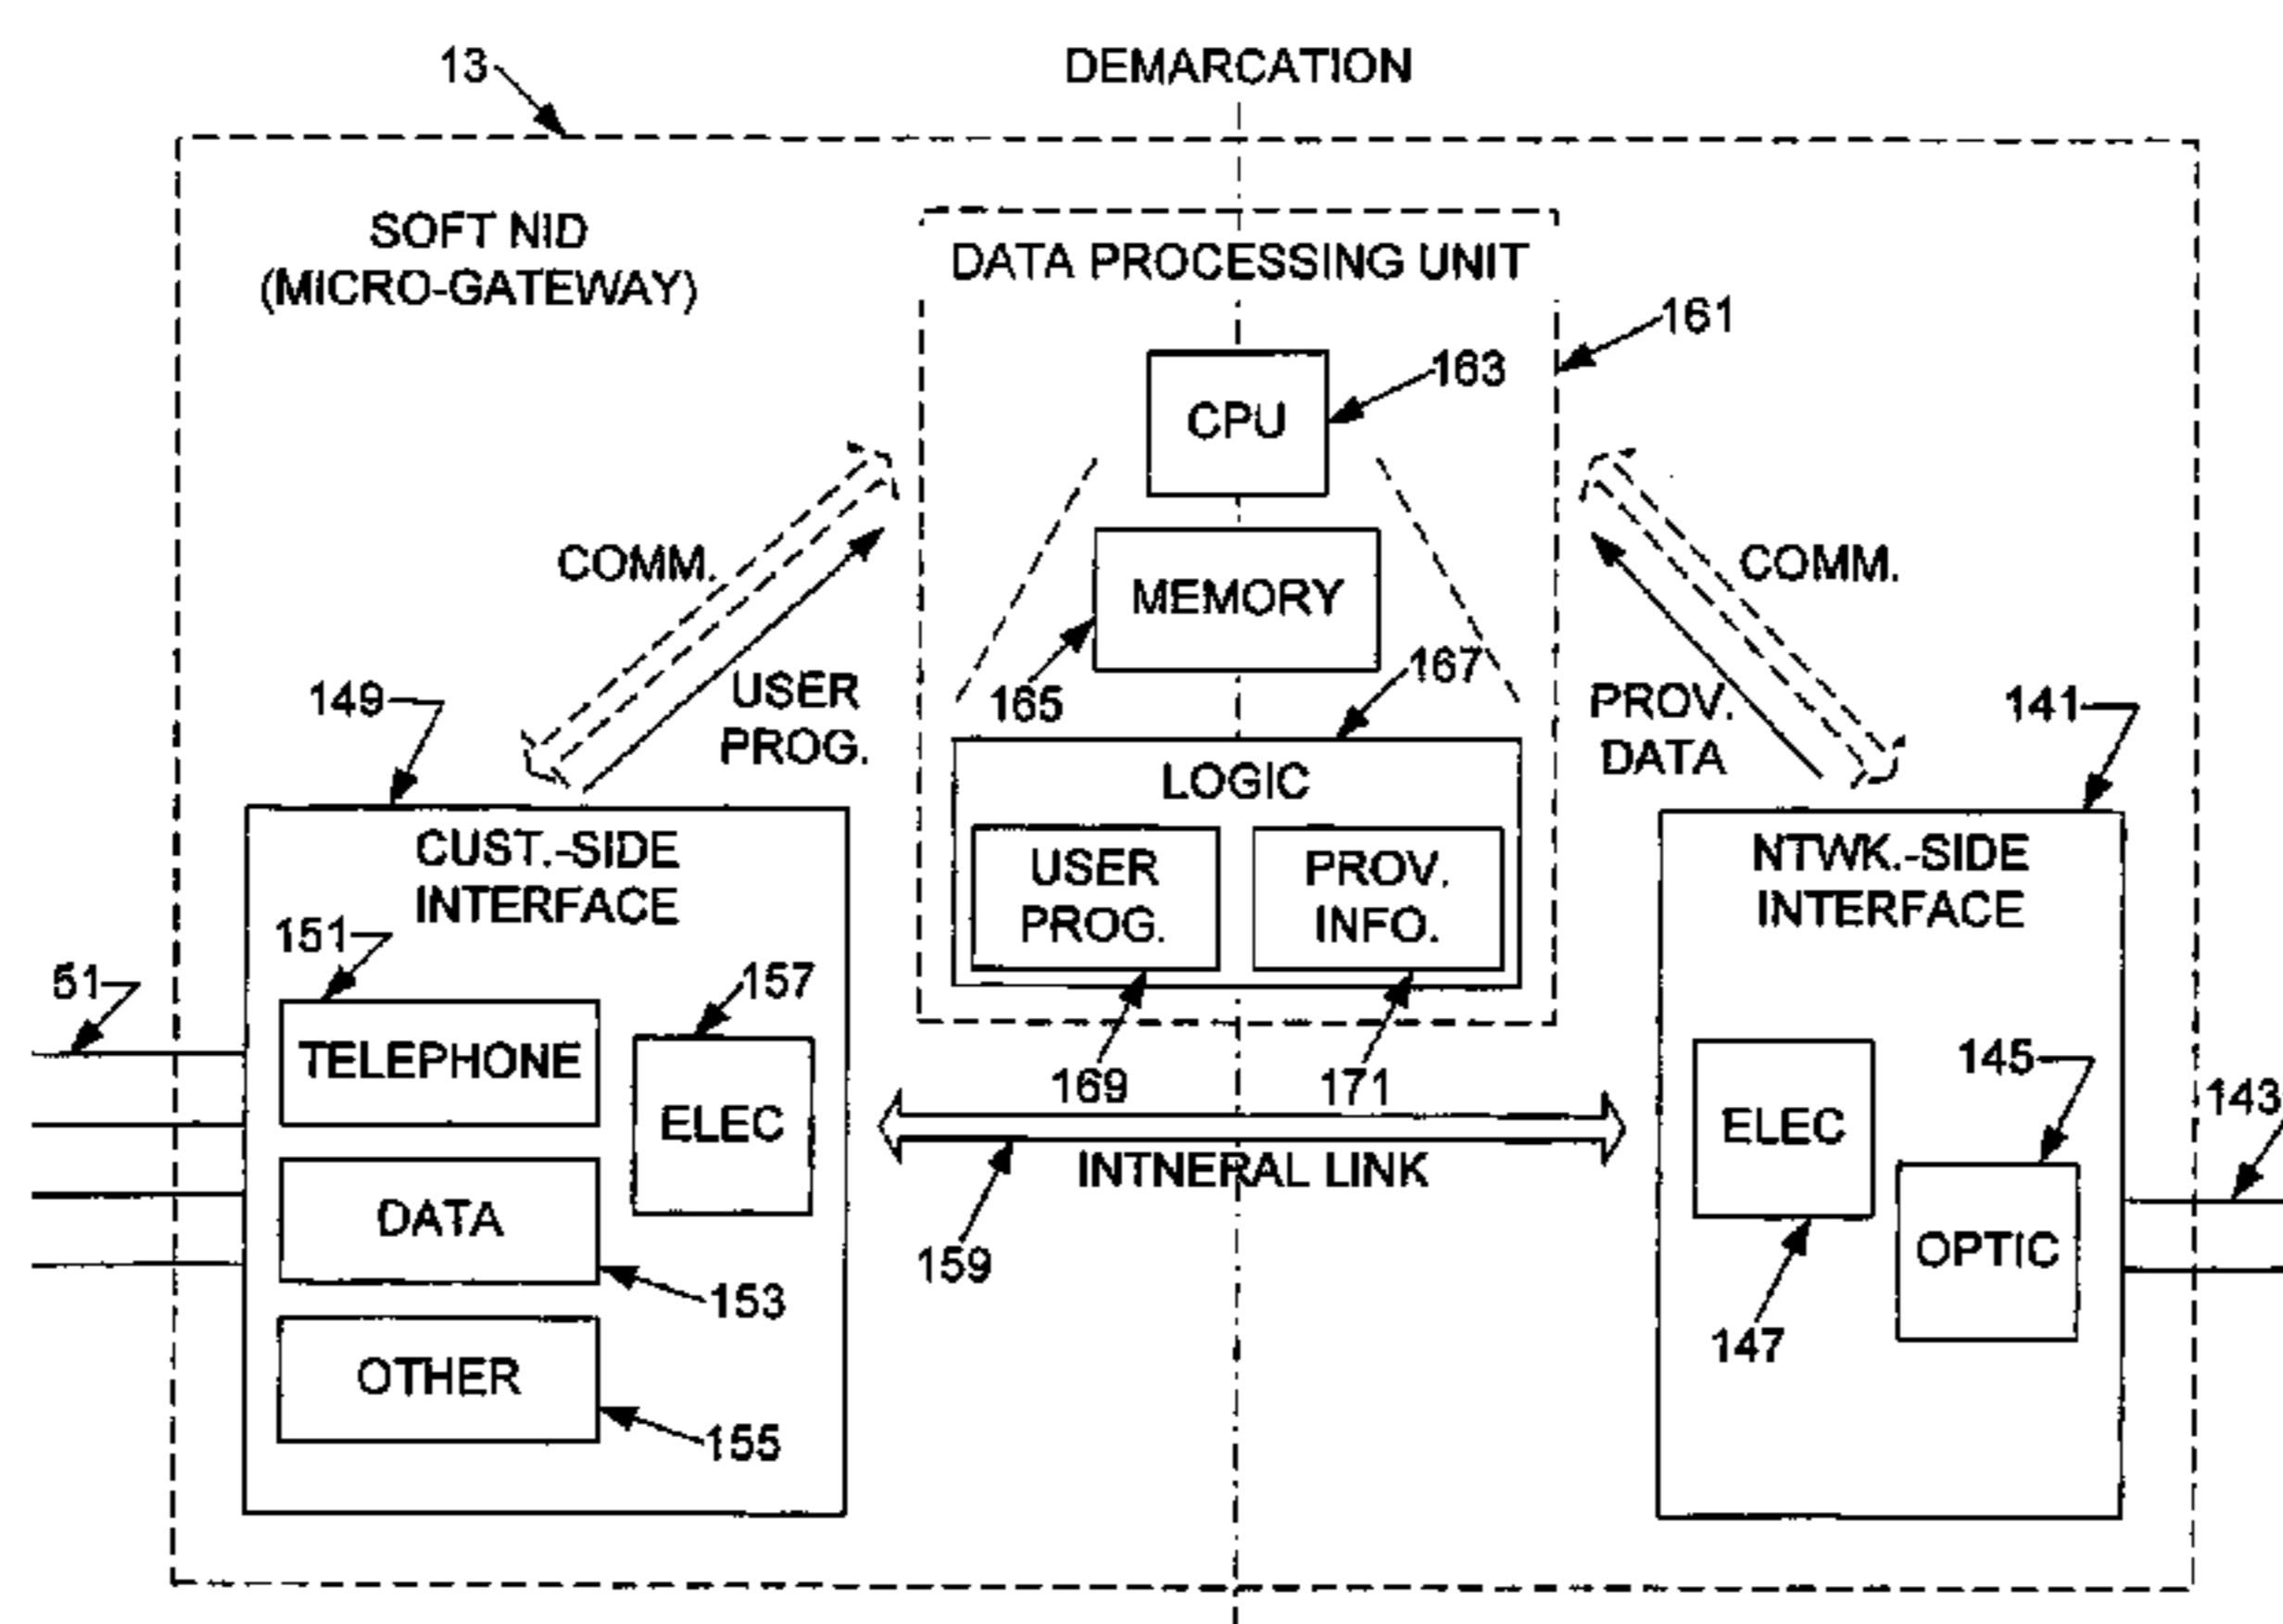 13
DEMARCATION
SOFT NID
(MICRO-GATEWAY)
DATA PROCESSING UNIT
161
CPU
163
COMM.
USER
PROG.
MEMORY
165
167
COMM.
PROV.
DATA
149
141
LOGIC
USER
PROG.
PROV.
INFO.
169
171
CUST.-SIDE
INTERFACE
151
51
TELEPHONE
157
ELEC
DATA
153
OTHER
155
INTNERAL LINK
159
NTWK.-SIDE
INTERFACE
145
143
ELEC
OPTIC
147